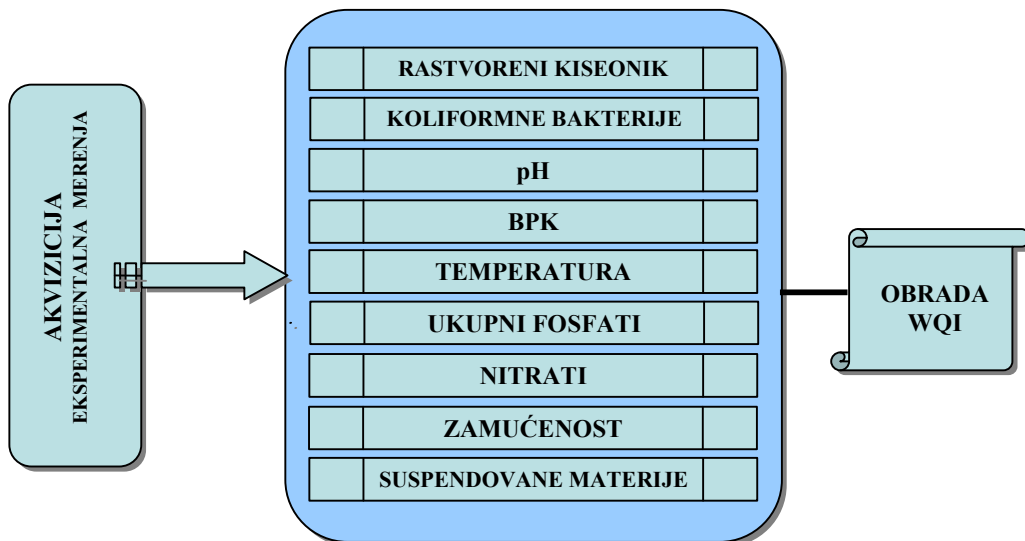 AKVIZICIJA
EKSPERIMENTALNA MERENJA
RASTVORENI KISEONIK
KOLIFORMNE BAKTERIJE
pH
BPK
TEMPERATURA
UKUPNI FOSFATI
NITRATI
ZAMUĆENOST
SUSPENDOVANE MATERIJE
OBRADA
WQI